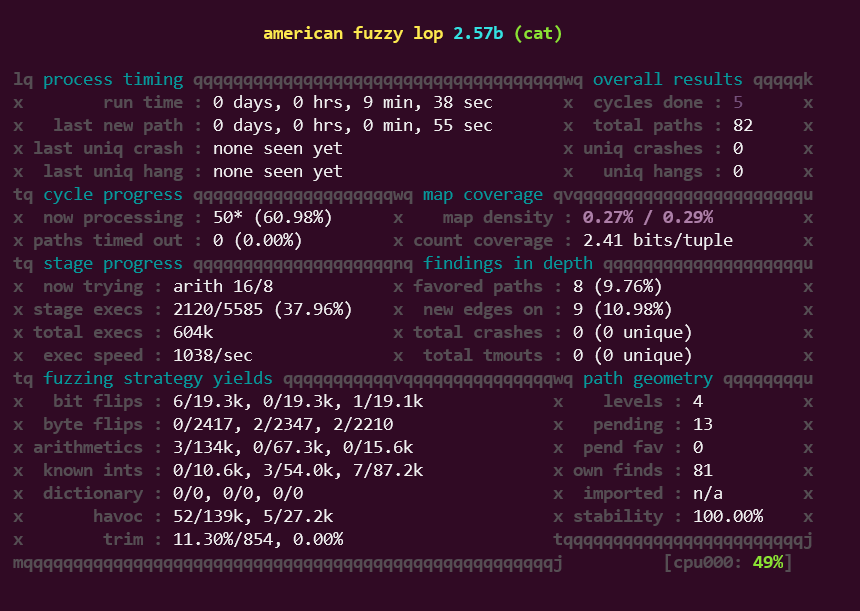 american fuzzy lop 2.57b (cat)
lq process timing qqqqqqqqqqqqqqqqqqqqqqqqqqqqqqqqqqqqqwq overall results qqqqqk
x        run time : 0 days, 0 hrs, 9 min, 38 sec       x  cycles done : 5      x
x   last new path : 0 days, 0 hrs, 0 min, 55 sec       x  total paths : 82     x
x last uniq crash : none seen yet                      x uniq crashes : 0      x
x  last uniq hang : none seen yet                      x   uniq hangs : 0      x
tq cycle progress qqqqqqqqqqqqqqqqqqqqwq map coverage qvqqqqqqqqqqqqqqqqqqqqqqqu
x  now processing : 50* (60.98%)      x    map density : 0.27% / 0.29%         x
x paths timed out : 0 (0.00%)         x count coverage : 2.41 bits/tuple       x
tq stage progress qqqqqqqqqqqqqqqqqqqqnq findings in depth qqqqqqqqqqqqqqqqqqqqu
x  now trying : arith 16/8            x favored paths : 8 (9.76%)              x
x stage execs : 2120/5585 (37.96%)    x  new edges on : 9 (10.98%)             x
x total execs : 604k                  x total crashes : 0 (0 unique)           x
x  exec speed : 1038/sec              x  total tmouts : 0 (0 unique)           x
tq fuzzing strategy yields qqqqqqqqqqqvqqqqqqqqqqqqqqqwq path geometry qqqqqqqqu
x   bit flips : 6/19.3k, 0/19.3k, 1/19.1k             x    levels : 4          x
x  byte flips : 0/2417, 2/2347, 2/2210                x   pending : 13         x
x arithmetics : 3/134k, 0/67.3k, 0/15.6k              x  pend fav : 0          x
x  known ints : 0/10.6k, 3/54.0k, 7/87.2k             x own finds : 81         x
x  dictionary : 0/0, 0/0, 0/0                         x  imported : n/a        x
x       havoc : 52/139k, 5/27.2k                      x stability : 100.00%    x
x        trim : 11.30%/854, 0.00%                     tqqqqqqqqqqqqqqqqqqqqqqqqj
mqqqqqqqqqqqqqqqqqqqqqqqqqqqqqqqqqqqqqqqqqqqqqqqqqqqqqj          [cpu000: 49%]